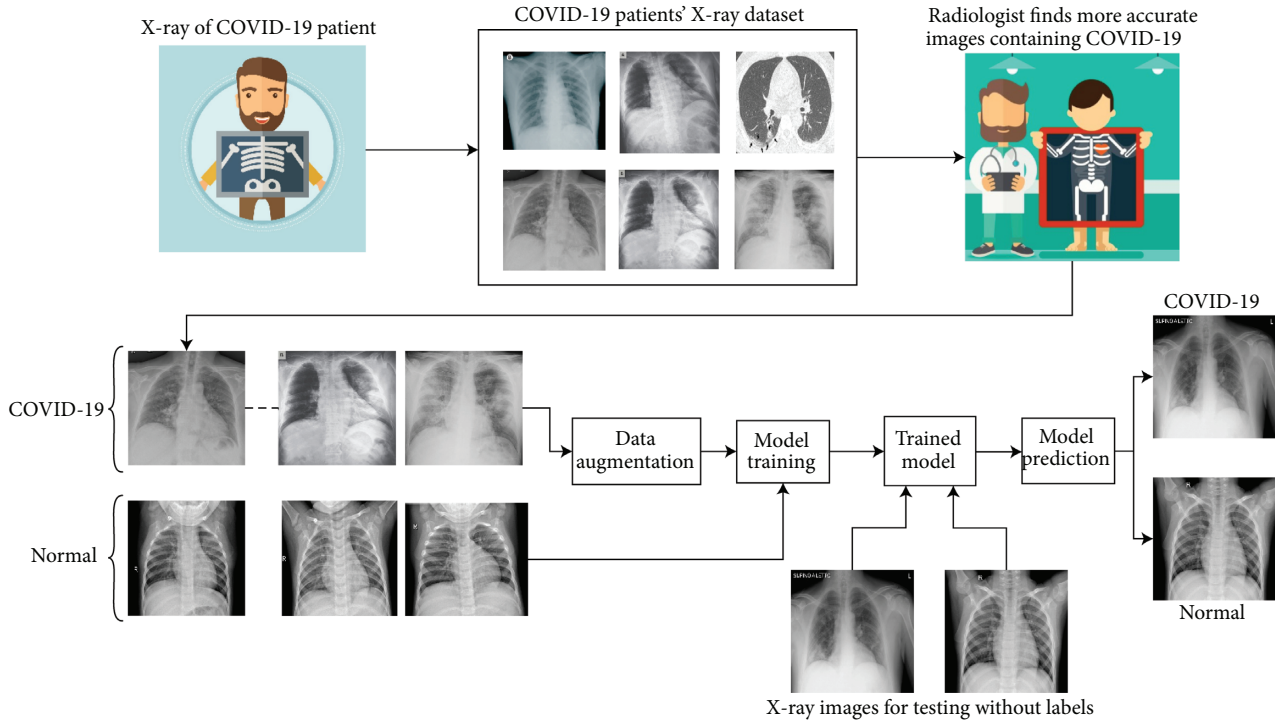 X-ray of COVID-19 patient
COVID-19 patients' X-ray dataset
Radiologist finds more accurate
images containing COVID-19
COVID-19
COVID-19
Data
augmentation
Model
training
Trained
model
Model
prediction
SLPINDALETIC
L
R
Normal
R
R
R
SLPINDALETIC
L
R
Normal
X-ray images for testing without labels